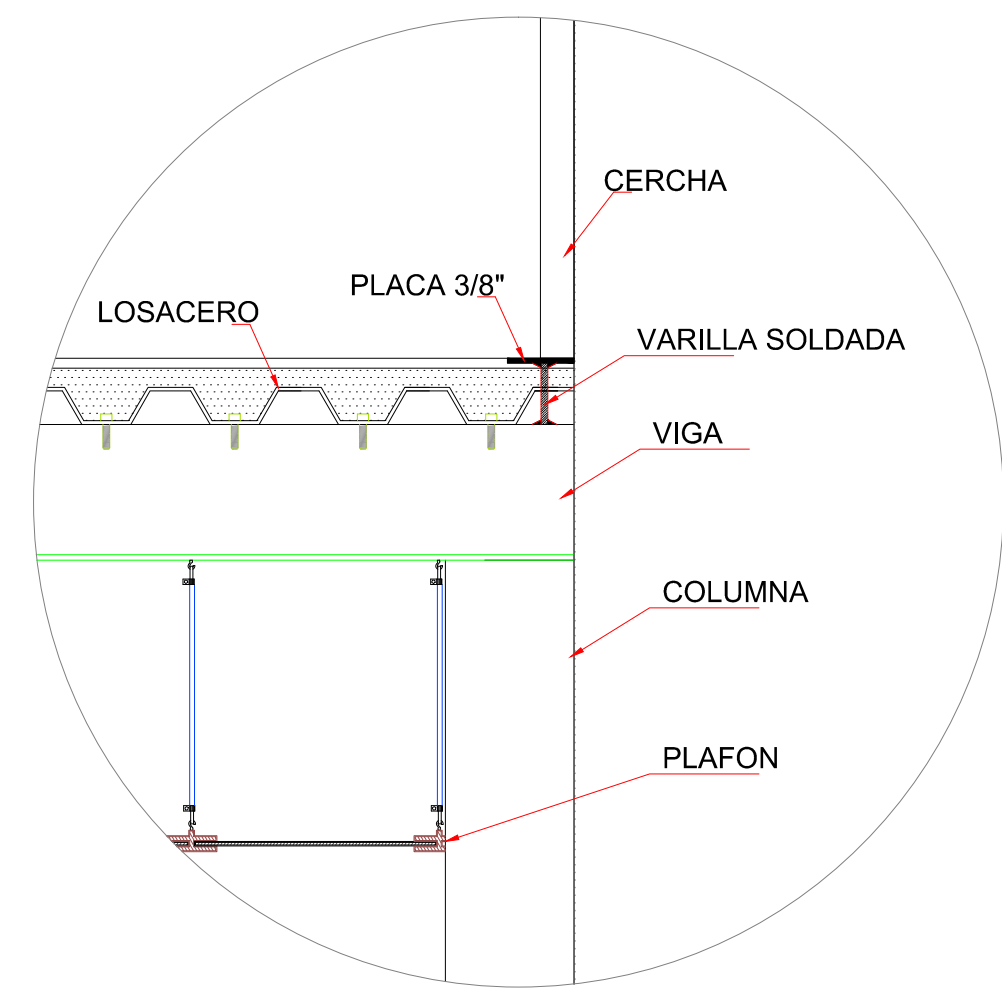 CERCHA
PLACA 3/8"
LOSACERO
VARILLA SOLDADA
VIGA
COLUMNA
PLAFON